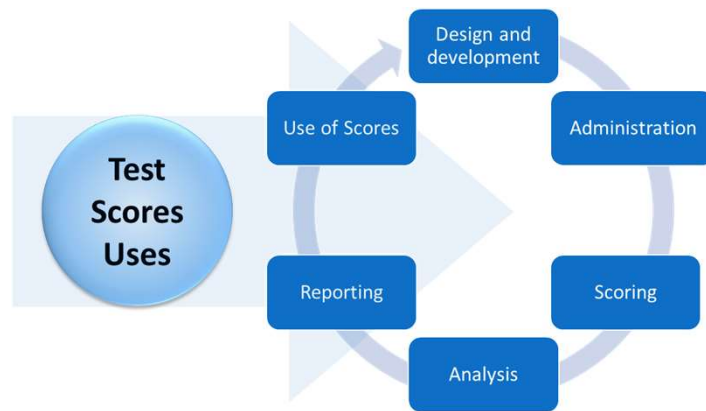 Test
Scores
Uses
Design and
development
Administration
Scoring
Analysis
Reporting
Use of Scores